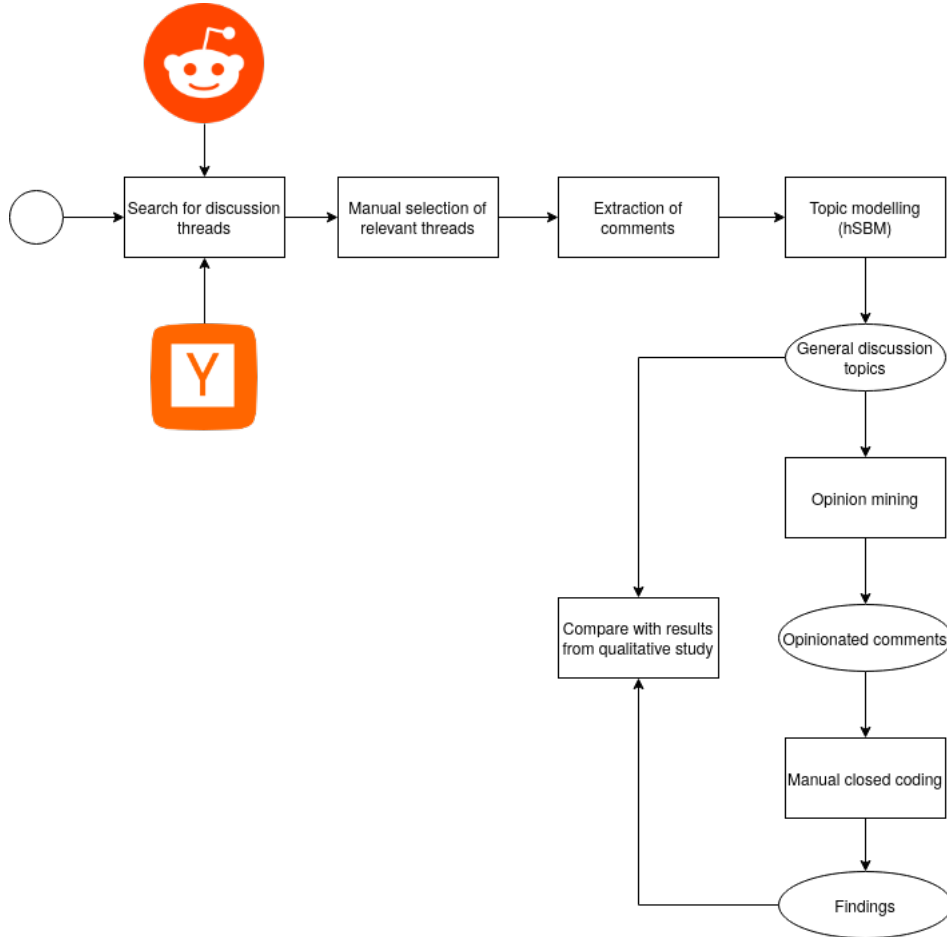 Search for discussion
threads
Manual selection of
relevant threads
Extraction of
comments
Topic modelling
(hSBM)
General discussion
topics
Y
Opinion mining
Compare with results
from qualitative study
Opinionated comments
Manual closed coding
Findings